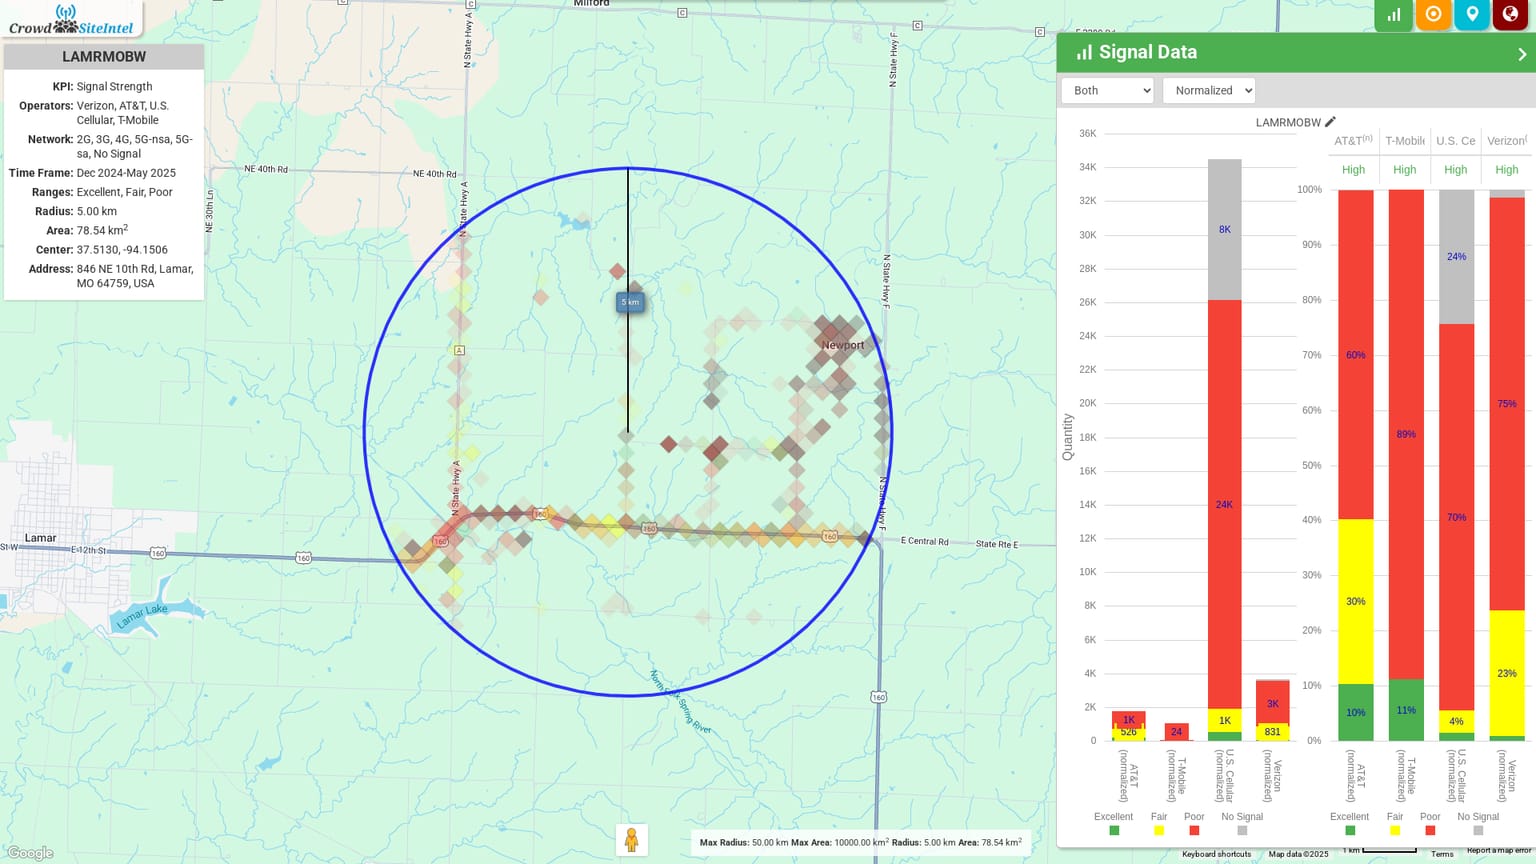 Crowd SiteIntel
LAMRMOBW
KPI: Signal Strength
Operators: Verizon, AT&T, U.S.
Cellular, T-Mobile
Network: 2G, 3G, 4G, 5G-nsa, 5G-
sa, No Signal
Time Frame: Dec 2024-May 2025
Ranges: Excellent, Fair, Poor
Radius: 5.00 km
Area: 78.54 km2
Center: 37.5130, -94.1506
Address: 846 NE 10th Rd, Lamar,
MO 64759, USA
Milford
C
C
C
C
C
N State Hwy A
N State Hwy F
NE 40th Rd
NE 40th Rd
NE 30th Ln
N State Hwy A
N State Hwy F
5 km
Newport
A
N State Hwy A
N State Hwy F
160
160
160
160
E Central Rd
State Rte E
Lamar
St W
E 12th St
160
160
Lamar Lake
North Fork Spring River
160
Google
Max Radius: 50.00 km Max Area: 10000.00 km2 Radius: 5.00 km Area: 78.54 km2
Signal Data
Both
Normalized
LAMRMOBW
Quantity
36K
34K
32K
30K
28K
26K
24K
22K
20K
18K
16K
14K
12K
10K
8K
6K
4K
2K
0
8K
24K
1K
1K
526
24
3K
831
AT&T (normalized)
T-Mobile (normalized)
U.S. Cellular (normalized)
Verizon (normalized)
Excellent
Fair
Poor
No Signal
AT&T(n)
T-Mobile
U.S. Ce
Verizon(
High
High
High
High
100%
90%
80%
70%
60%
50%
40%
30%
20%
10%
0%
60%
30%
10%
89%
11%
24%
70%
4%
75%
23%
AT&T (normalized)
T-Mobile (normalized)
U.S. Cellular (normalized)
Verizon (normalized)
Excellent
Fair
Poor
No Signal
Keyboard shortcuts
Map data ©2025
1 km
Terms
Report a map error